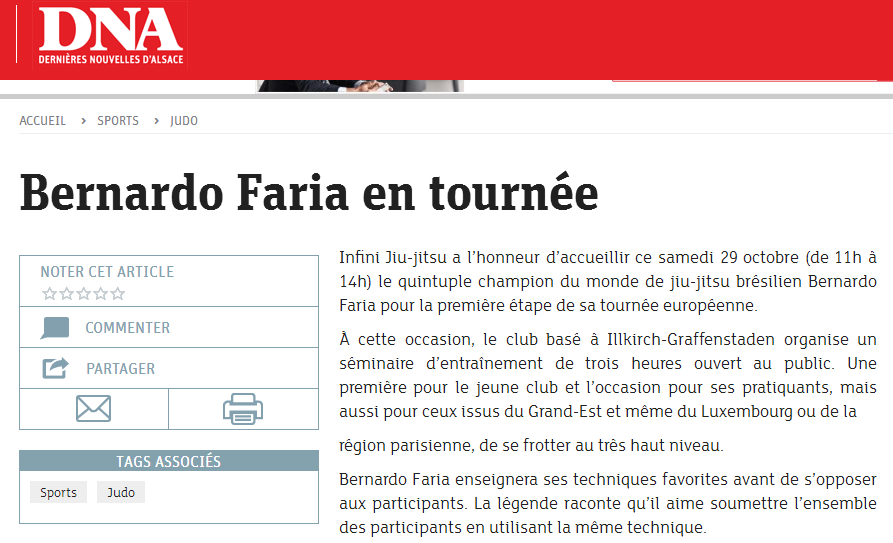 DNA
DERNIÈRES NOUVELLES D'ALSACE
ACCUEIL > SPORTS > JUDO
Bernardo Faria en tournée
NOTER CET ARTICLE
COMMENTER
PARTAGER
TAGS ASSOCIÉS
Sports Judo
Infini Jiu-jitsu a l’honneur d’accueillir ce samedi 29 octobre (de 11h à
14h) le quintuple champion du monde de jiu-jitsu brésilien Bernardo
Faria pour la première étape de sa tournée européenne.
À cette occasion, le club basé à Illkirch-Graffenstaden organise un
séminaire d’entraînement de trois heures ouvert au public. Une
première pour le jeune club et l’occasion pour ses pratiquants, mais
aussi pour ceux issus du Grand-Est et même du Luxembourg ou de la
région parisienne, de se frotter au très haut niveau.
Bernardo Faria enseignera ses techniques favorites avant de s’opposer
aux participants. La légende raconte qu’il aime soumettre l’ensemble
des participants en utilisant la même technique.